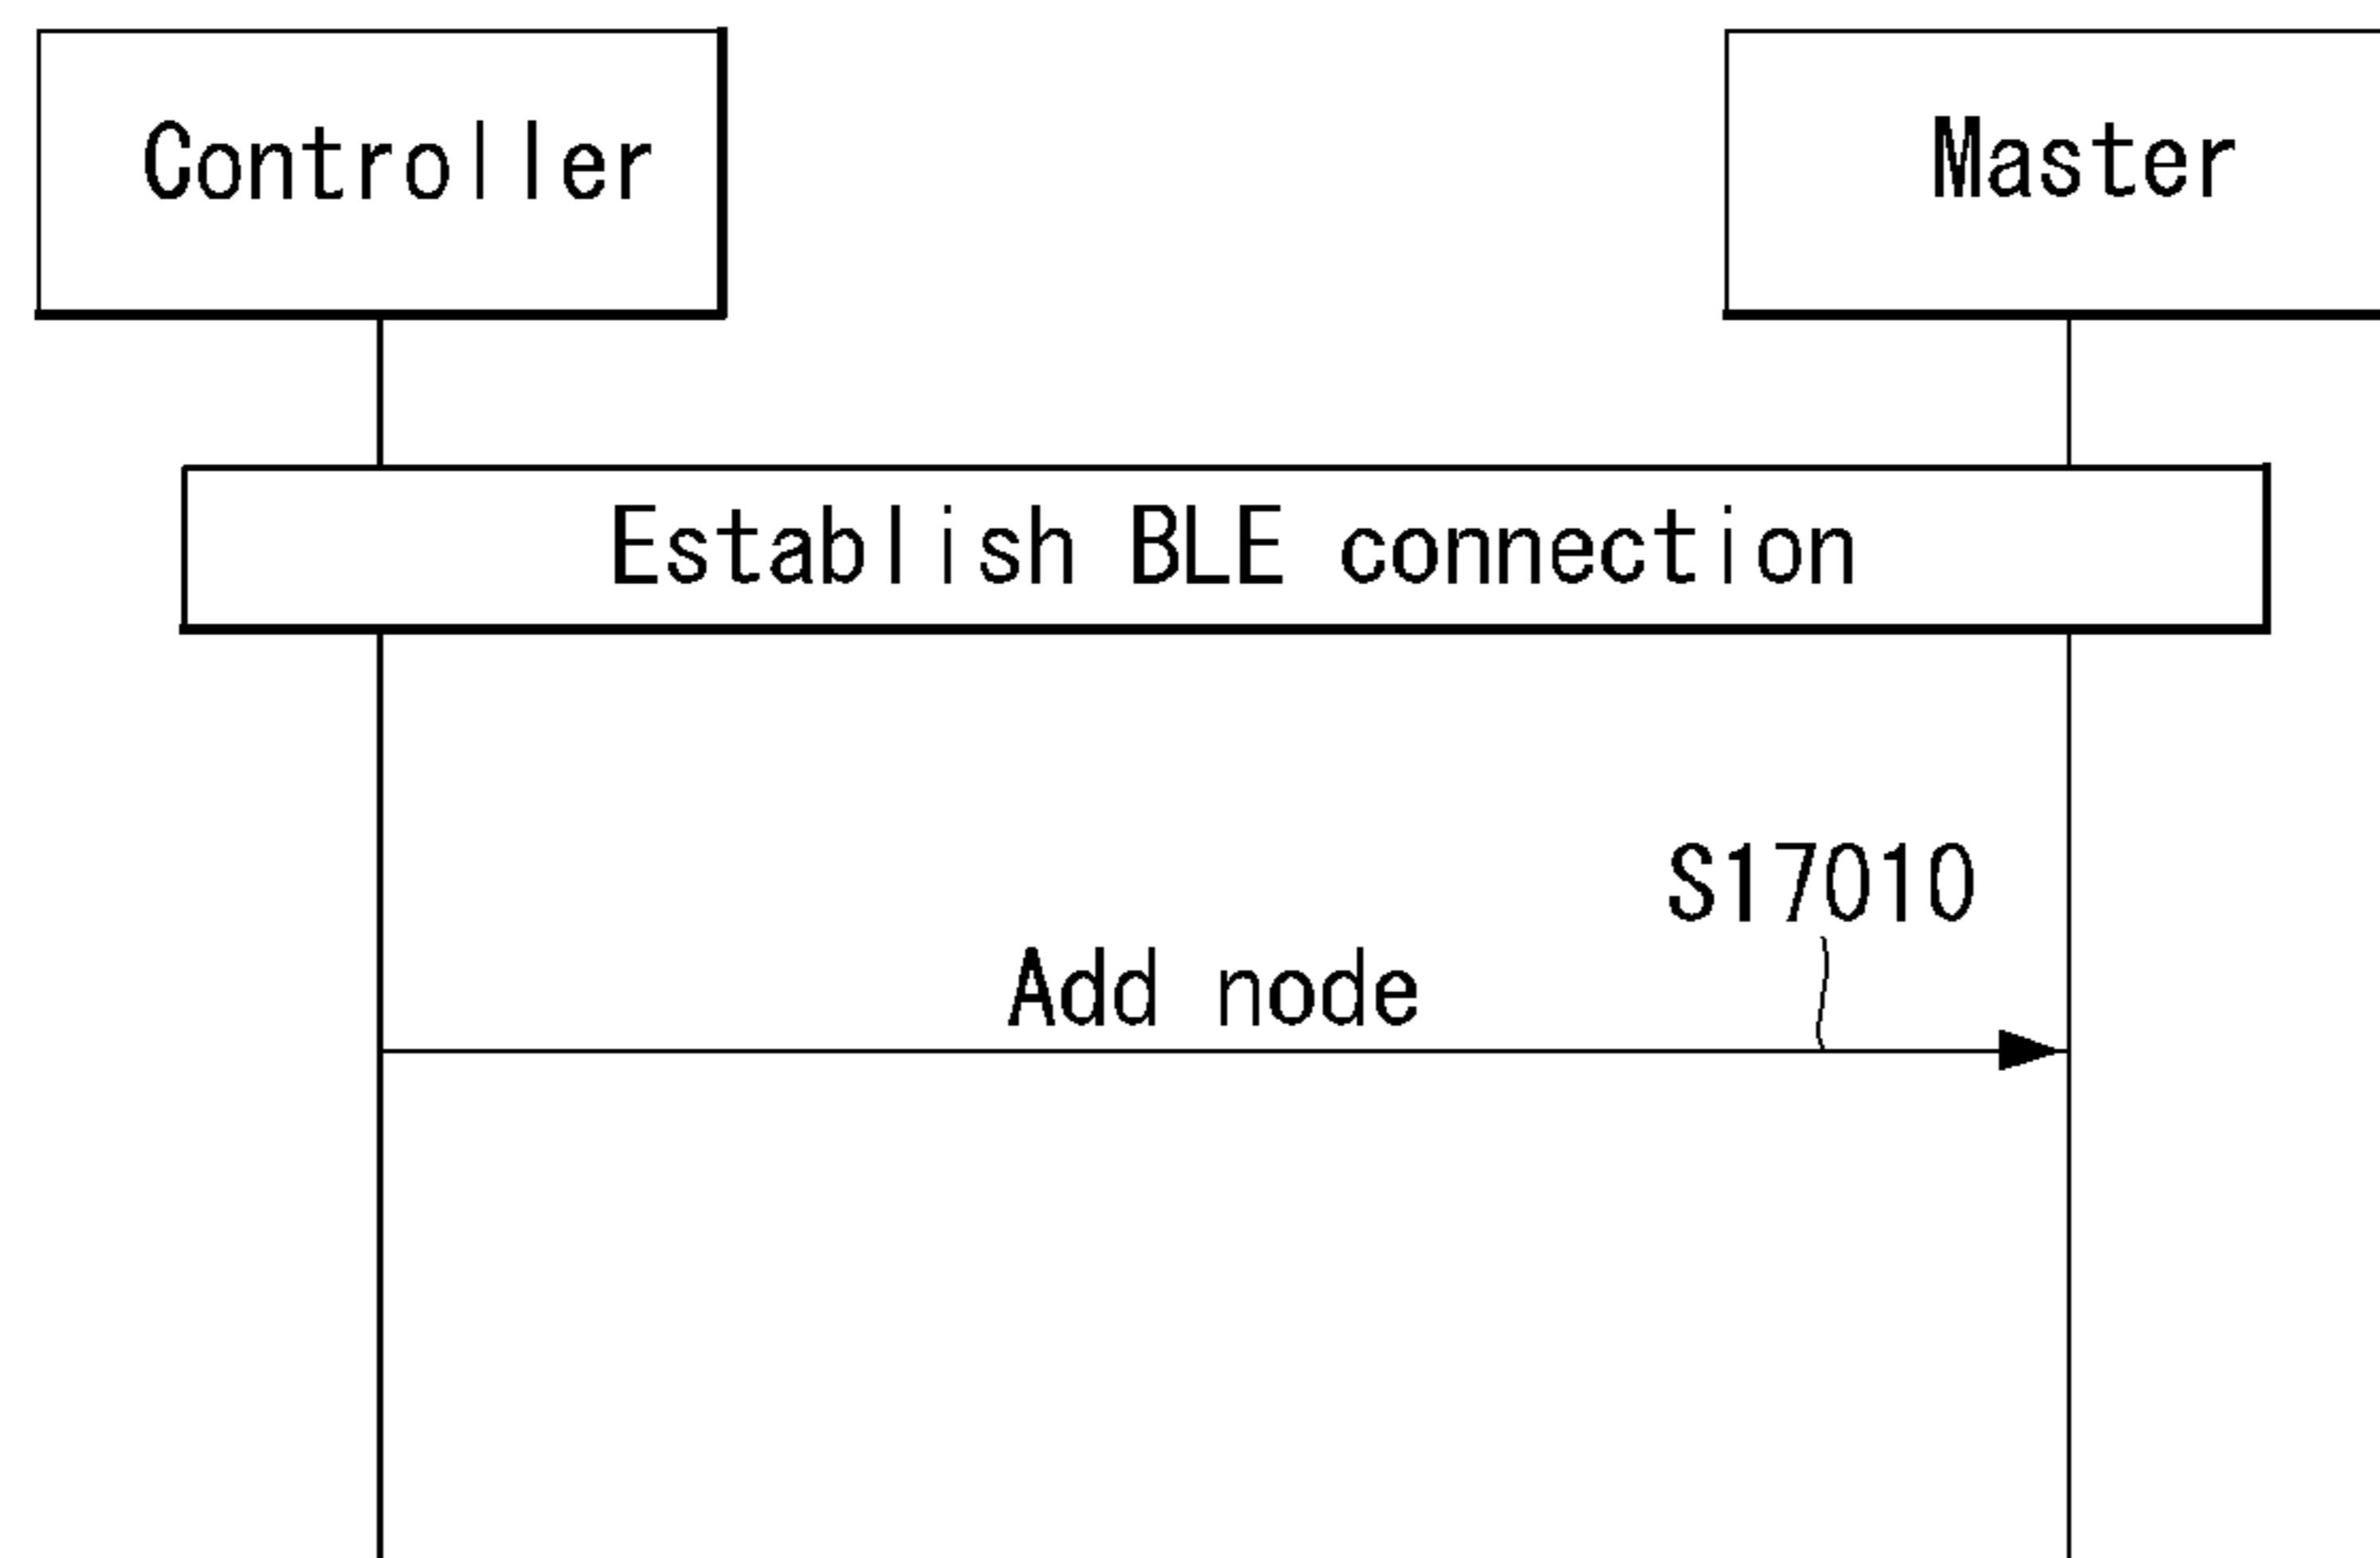 Controller
Master
Establish BLE connection
S17010
Add node